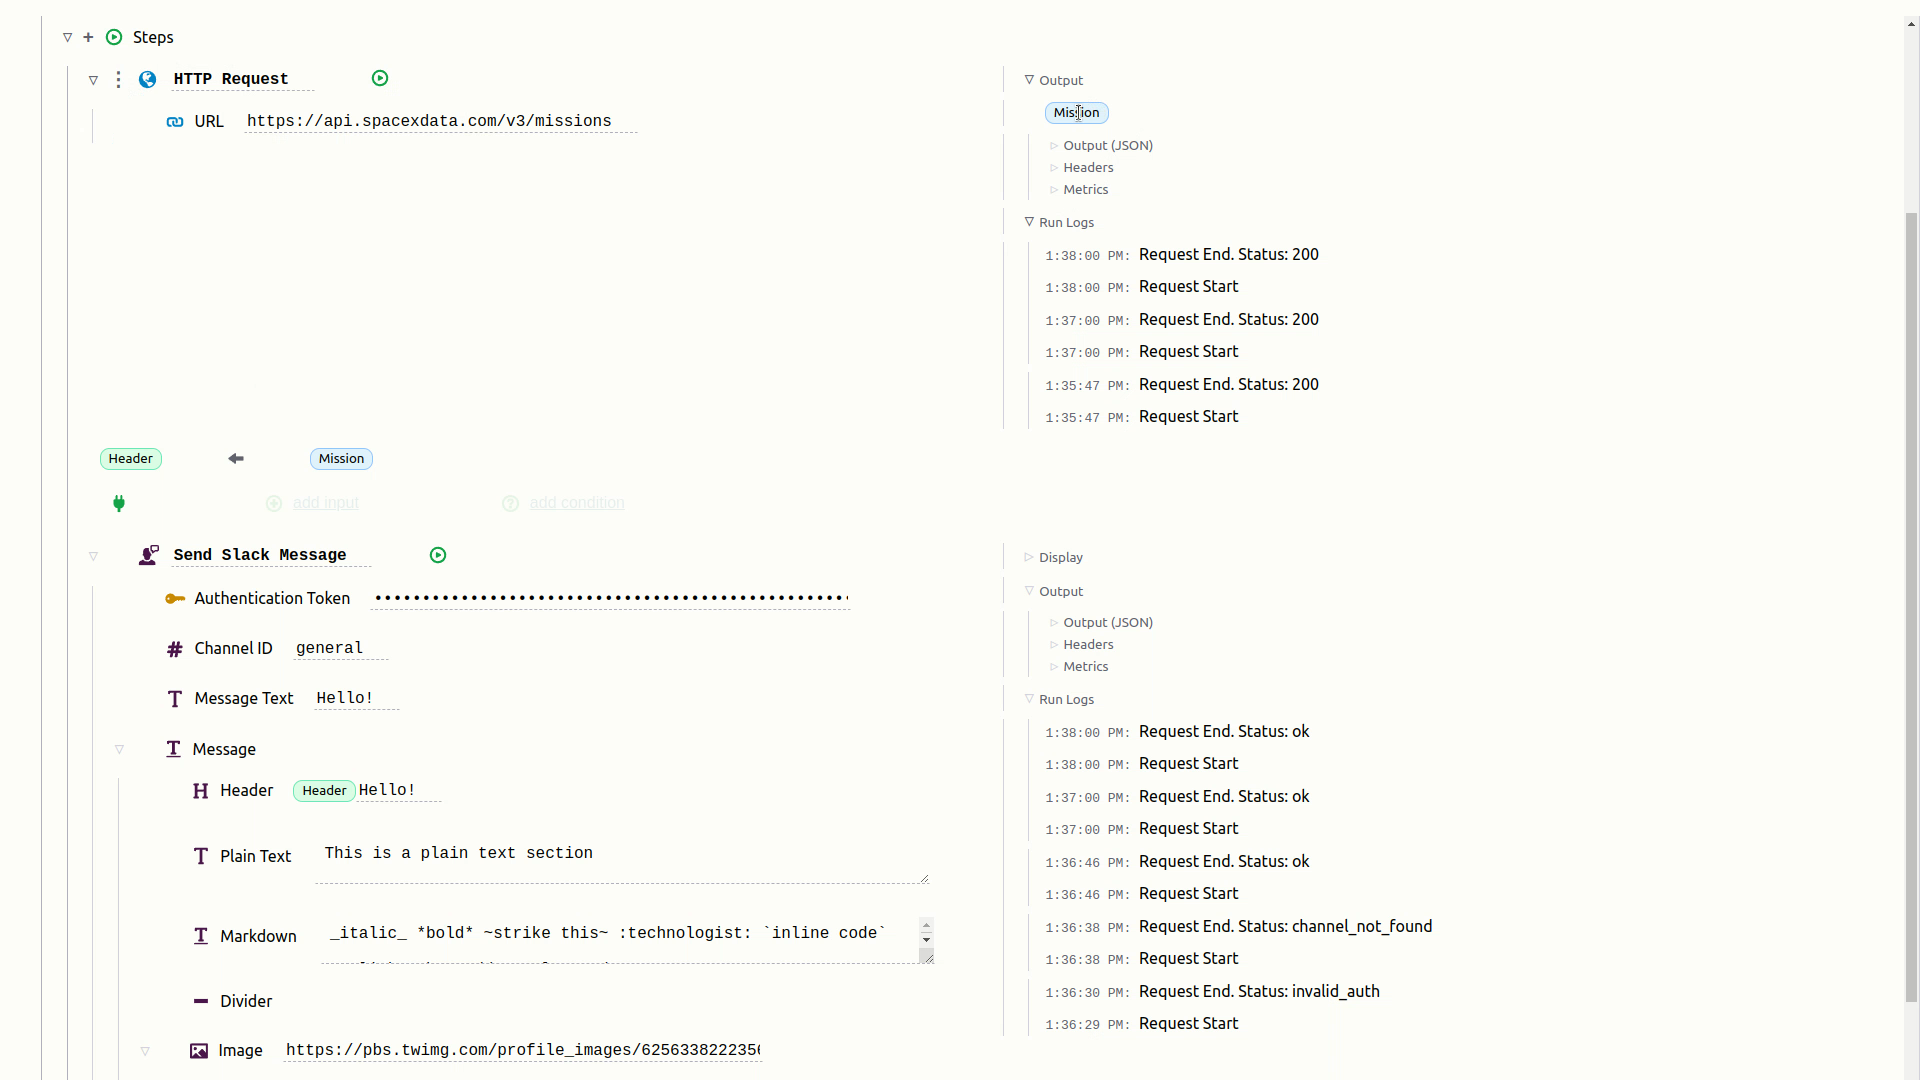 Steps
HTTP Request
URL https://api.spacexdata.com/v3/missions
Output
Mission
Output (JSON)
Headers
Metrics
Run Logs
1:38:00 PM: Request End. Status: 200
1:38:00 PM: Request Start
1:37:00 PM: Request End. Status: 200
1:37:00 PM: Request Start
1:35:47 PM: Request End. Status: 200
1:35:47 PM: Request Start
Header Mission
add input add condition
Send Slack Message
Authentication Token ••••••••••••••••••••••••••••••••••••••••••••••••••
Channel ID general
Message Text Hello!
Message
Header Header Hello!
Plain Text This is a plain text section
Markdown _italic_ *bold* ~strike this~ :technologist: `inline code`
Divider
Image https://pbs.twimg.com/profile_images/625633822235
Display
Output
Output (JSON)
Headers
Metrics
Run Logs
1:38:00 PM: Request End. Status: ok
1:38:00 PM: Request Start
1:37:00 PM: Request End. Status: ok
1:37:00 PM: Request Start
1:36:46 PM: Request End. Status: ok
1:36:46 PM: Request Start
1:36:38 PM: Request End. Status: channel_not_found
1:36:38 PM: Request Start
1:36:30 PM: Request End. Status: invalid_auth
1:36:29 PM: Request Start